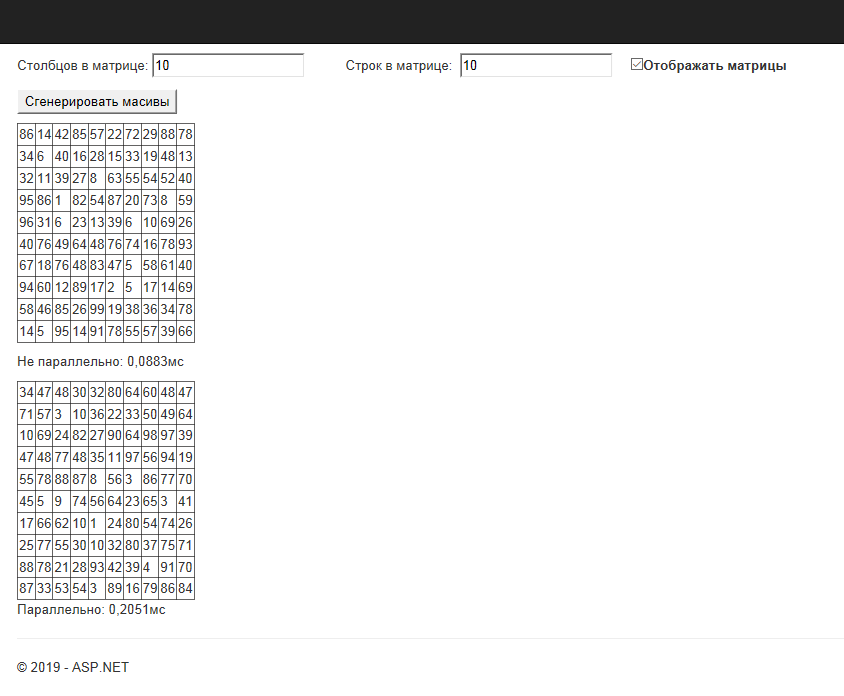 Столбцов в матрице: 10 Строк в матрице: 10 Отображать матрицы
Сгенерировать масивы
86 14 42 85 57 22 72 29 88 78
34 6 40 16 28 15 33 19 48 13
32 11 39 27 8 63 55 54 52 40
95 86 1 82 54 87 20 73 8 59
96 31 6 23 13 39 6 10 69 26
40 76 49 64 48 76 74 16 78 93
67 18 76 48 83 47 5 58 61 40
94 60 12 89 17 2 5 17 14 69
58 46 85 26 99 19 38 36 34 78
14 5 95 14 91 78 55 57 39 66
Не параллельно: 0,0883мс
34 47 48 30 32 80 64 60 48 47
71 57 3 10 36 22 33 50 49 64
10 69 24 82 27 90 64 98 97 39
47 48 77 48 35 11 97 56 94 19
55 78 88 87 8 56 3 86 77 70
45 5 9 74 56 64 23 65 3 41
17 66 62 10 1 24 80 54 74 26
25 77 55 30 10 32 80 37 75 71
88 78 21 28 93 42 39 4 91 70
87 33 53 54 3 89 16 79 86 84
Параллельно: 0,2051мс
© 2019 - ASP.NET